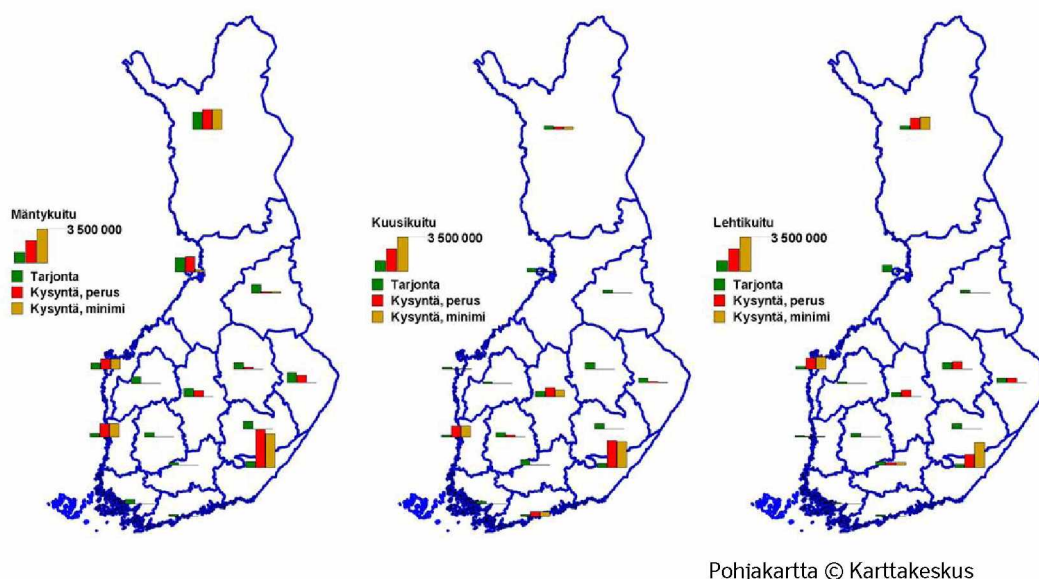 Mäntykuitu
3 500 000
Tarjonta
Kysyntä, perus
Kysyntä, minimi
Kuusikuitu
3 500 000
Tarjonta
Kysyntä, perus
Kysyntä, minimi
Lehtikuitu
3 500 000
Tarjonta
Kysyntä, perus
Kysyntä, minimi
Pohjakartta © Karttakeskus